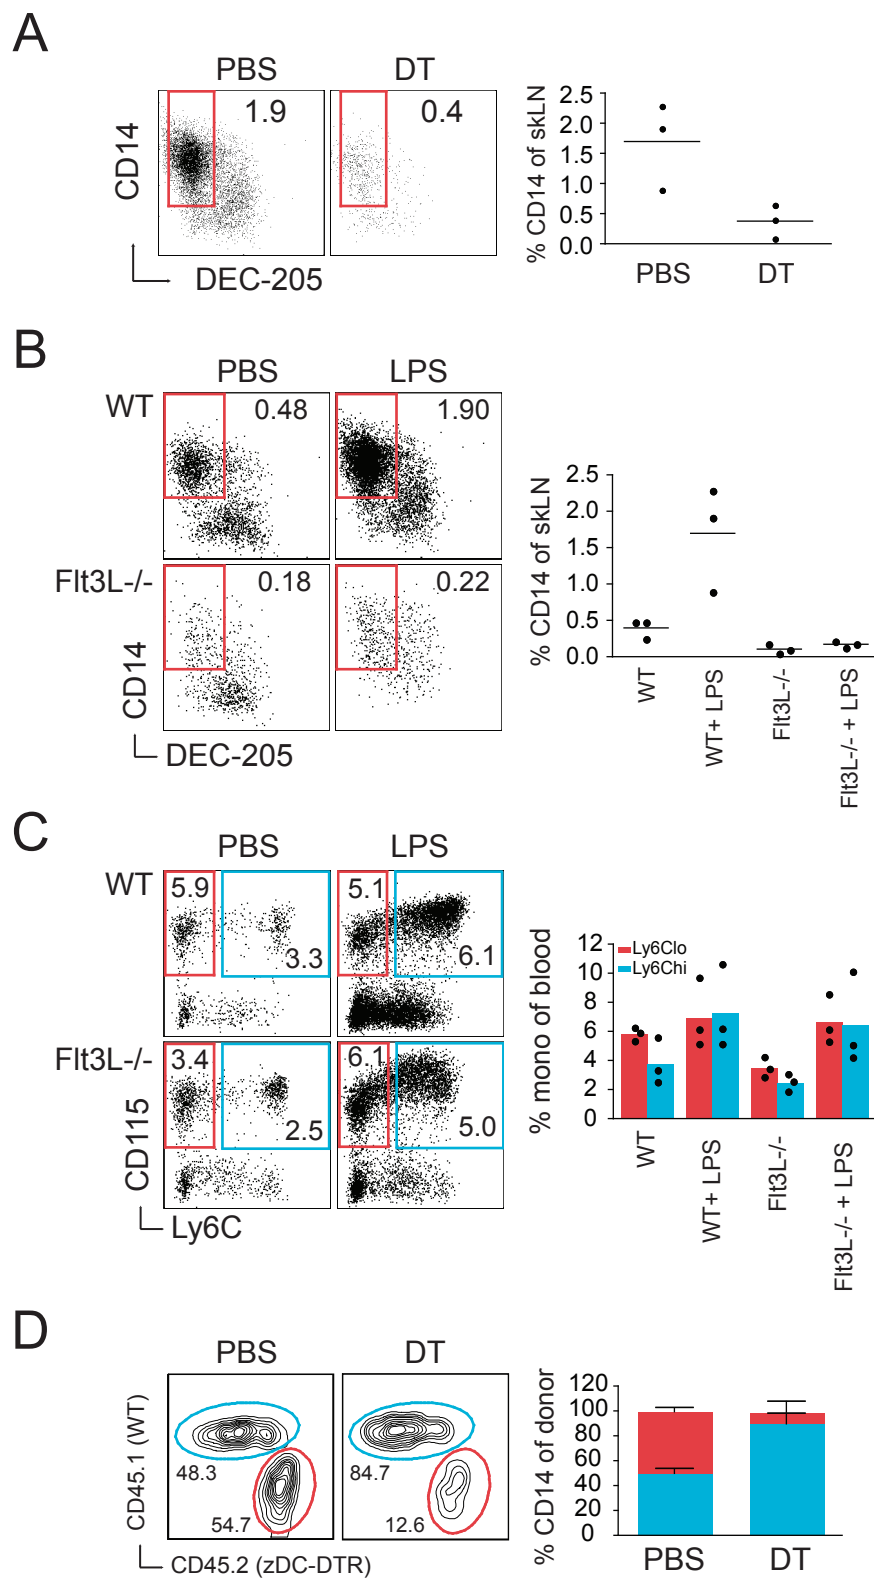 A
PBS
DT
1.9
0.4
CD14
DEC-205
% CD14 of skLN
2.5
2.0
1.5
1.0
0.5
0.0
PBS
DT
B
PBS
LPS
WT
0.48
1.90
Flt3L-/-
0.18
0.22
CD14
DEC-205
% CD14 of skLN
2.5
2.0
1.5
1.0
0.5
0.0
WT
WT+ LPS
Flt3L-/-
Flt3L-/- + LPS
C
PBS
LPS
WT
5.9
3.3
5.1
6.1
Flt3L-/-
3.4
2.5
6.1
5.0
CD115
Ly6C
% mono of blood
12
10
8
6
4
2
0
Ly6Clo
Ly6Chi
WT
WT+ LPS
Flt3L-/-
Flt3L-/- + LPS
D
PBS
DT
CD45.1 (WT)
48.3
54.7
84.7
12.6
CD45.2 (zDC-DTR)
% CD14 of donor
120
100
80
60
40
20
0
PBS
DT